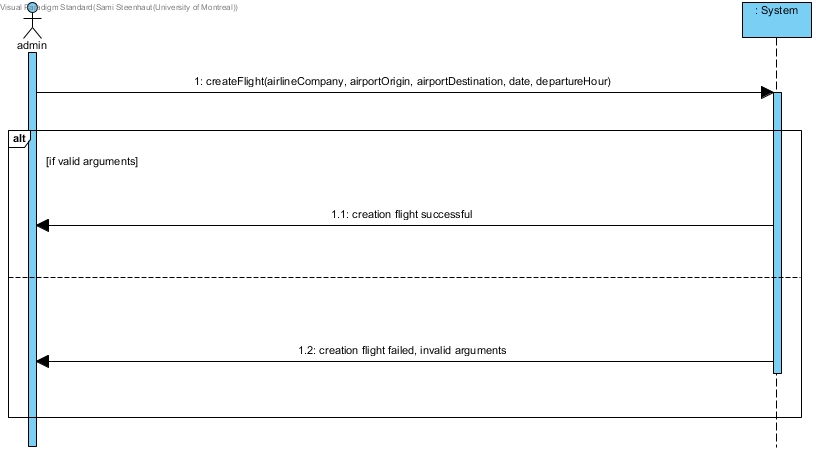 Visual Paradigm Standard(Sami Steenhaut(University of Montreal))
: System
admin
1: createFlight(airlineCompany, airportOrigin, airportDestination, date, departureHour)
alt
[if valid arguments]
1.1: creation flight successful
1.2: creation flight failed, invalid arguments